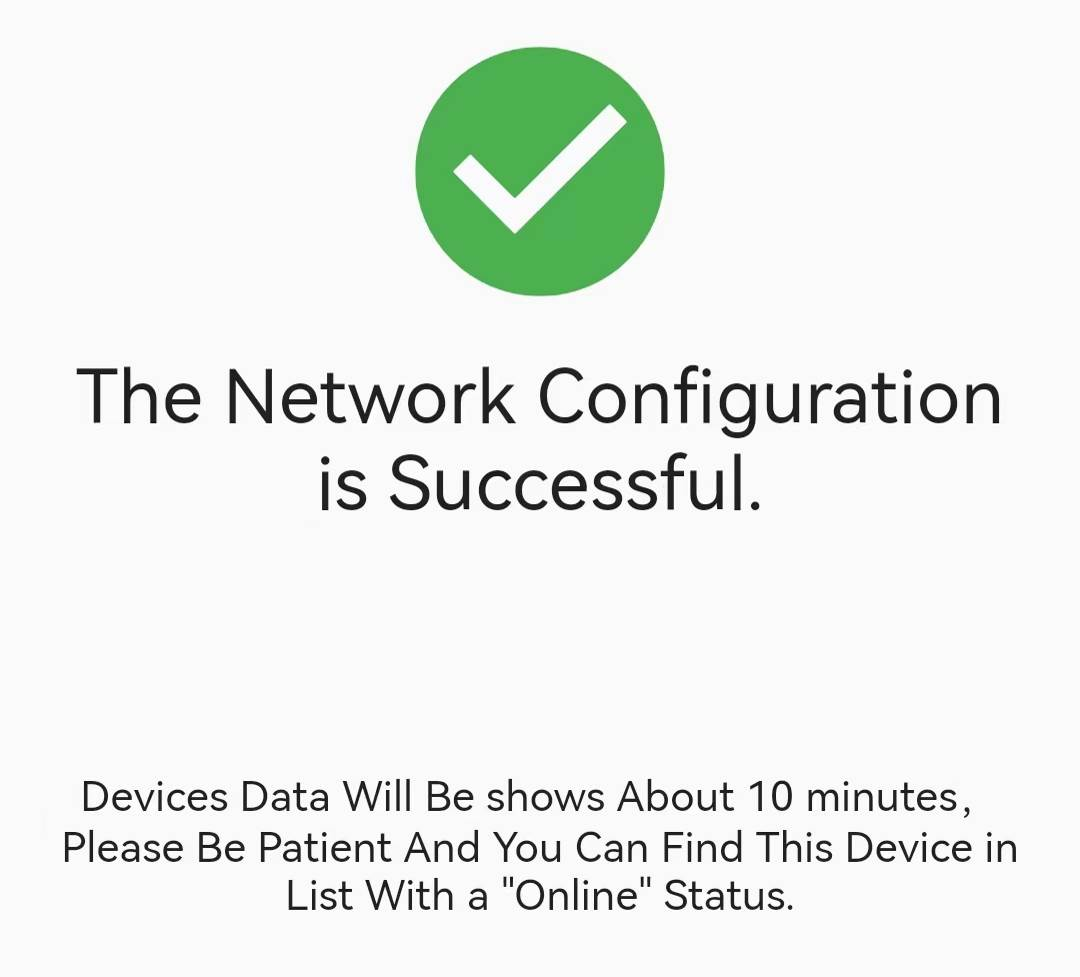 The Network Configuration
is Successful.
Devices Data Will Be shows About 10 minutes，
Please Be Patient And You Can Find This Device in
List With a "Online" Status.